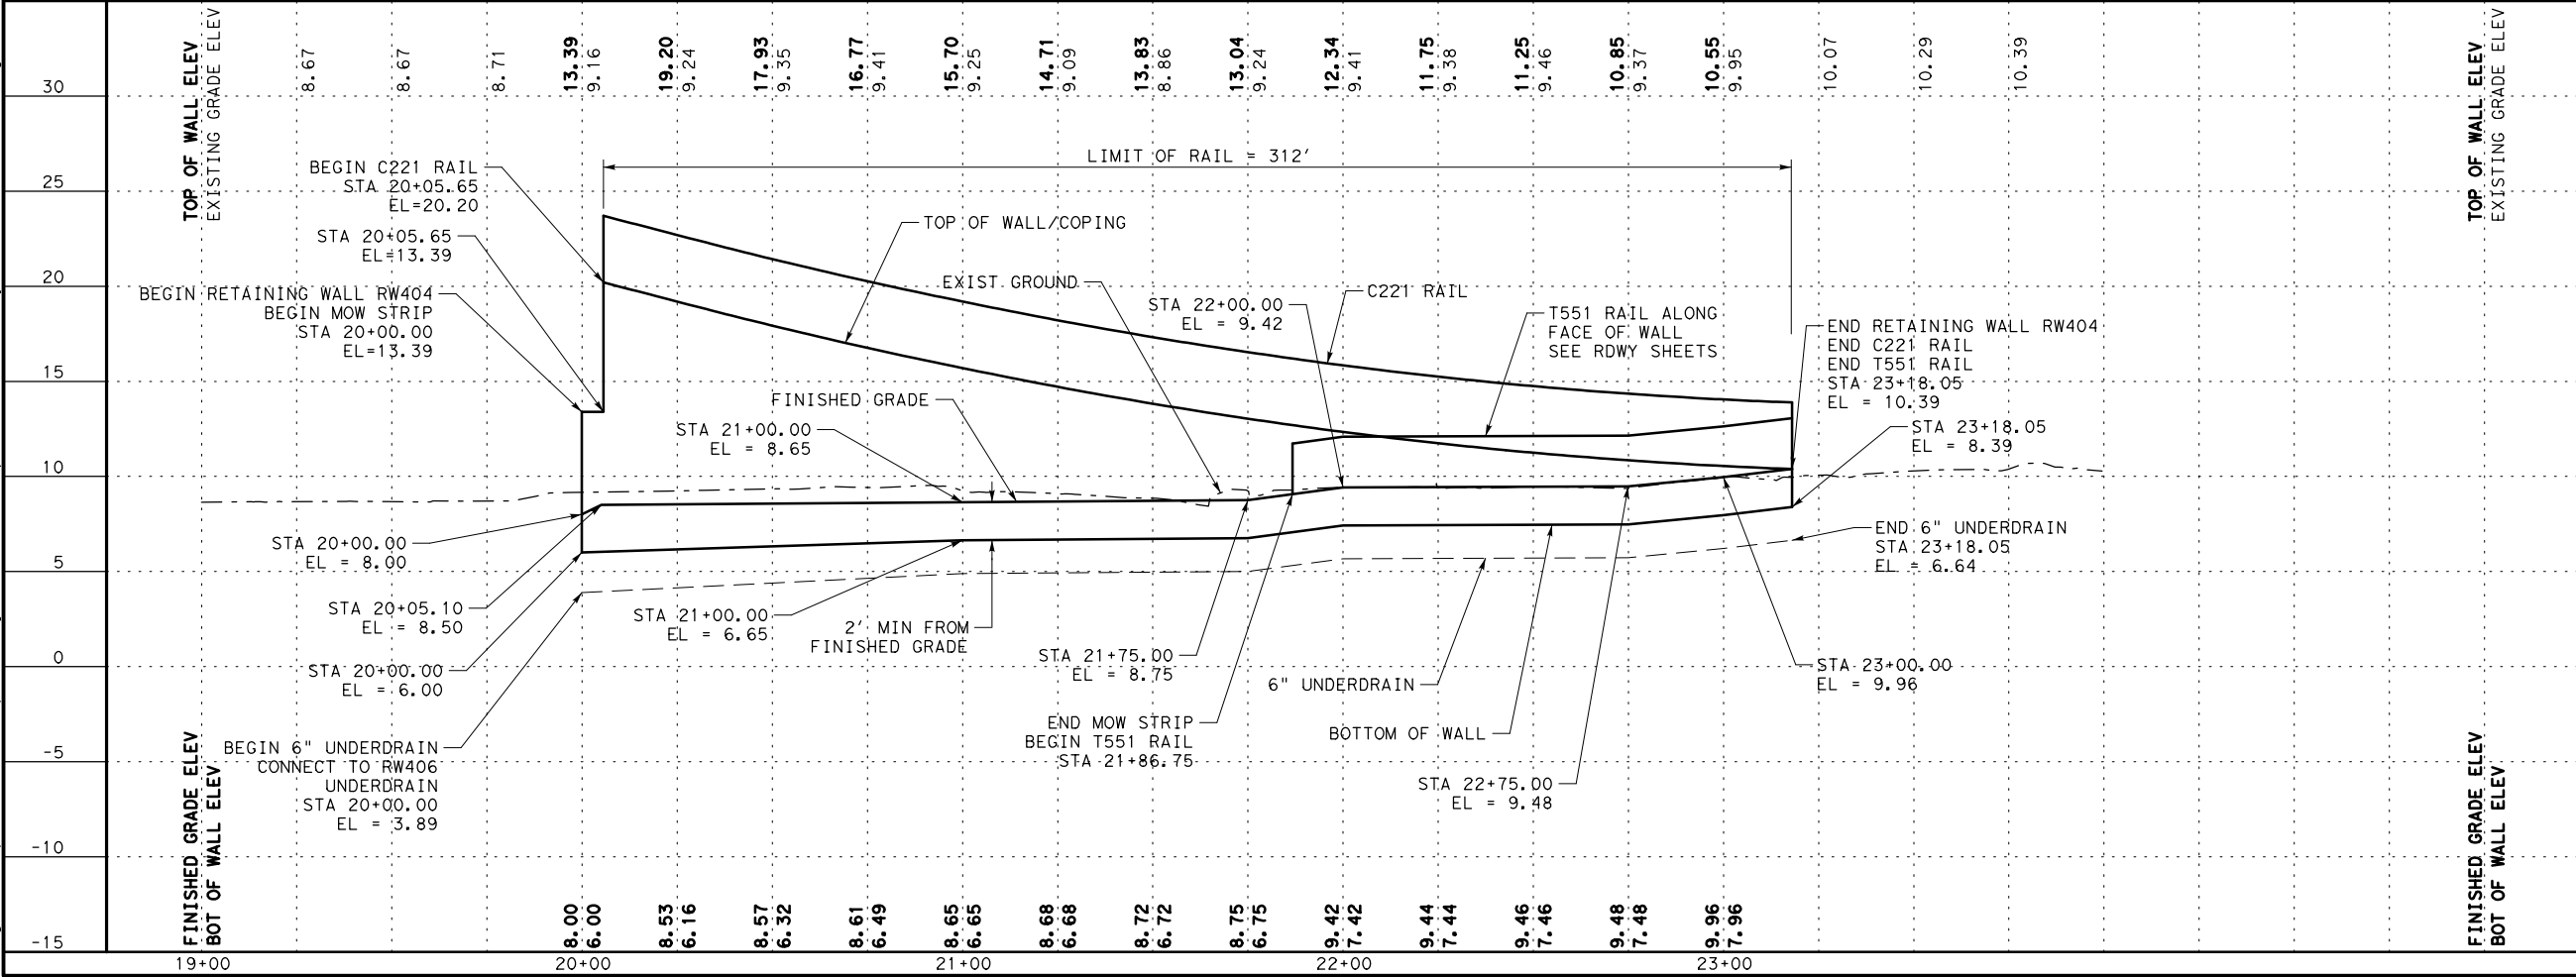 TOP OF WALL ELEV
EXISTING GRADE ELEV
8.67
8.67
8.71
13.39
9.16
19.20
9.24
17.93
9.35
16.77
9.41
15.70
9.25
14.71
9.09
13.83
8.86
13.04
9.24
12.34
9.41
11.75
9.38
11.25
9.46
10.85
9.37
10.55
9.95
10.07
10.29
10.39
TOP OF WALL ELEV
EXISTING GRADE ELEV
30
25
20
15
10
5
0
-5
-10
-15
LIMIT OF RAIL = 312'
BEGIN C221 RAIL
STA 20+05.65
EL=20.20
STA 20+05.65
EL=13.39
BEGIN RETAINING WALL RW404
BEGIN MOW STRIP
STA 20+00.00
EL=13.39
TOP OF WALL/COPING
EXIST GROUND
STA 22+00.00
EL = 9.42
C221 RAIL
T551 RAIL ALONG
FACE OF WALL
SEE RDWY SHEETS
END RETAINING WALL RW404
END C221 RAIL
END T551 RAIL
STA 23+18.05
EL = 10.39
FINISHED GRADE
STA 21+00.00
EL = 8.65
STA 23+18.05
EL = 8.39
STA 20+00.00
EL = 8.00
END 6" UNDERDRAIN
STA 23+18.05
EL = 6.64
STA 20+05.10
EL = 8.50
STA 21+00.00
EL = 6.65
2' MIN FROM
FINISHED GRADE
STA 20+00.00
EL = 6.00
STA 21+75.00
EL = 8.75
6" UNDERDRAIN
STA 23+00.00
EL = 9.96
END MOW STRIP
BEGIN T551 RAIL
STA 21+86.75
BOTTOM OF WALL
BEGIN 6" UNDERDRAIN
CONNECT TO RW406
UNDERDRAIN
STA 20+00.00
EL = 3.89
STA 22+75.00
EL = 9.48
FINISHED GRADE ELEV
BOT OF WALL ELEV
8.00
6.00
8.53
6.16
8.57
6.32
8.61
6.49
8.65
6.65
8.68
6.68
8.72
6.72
8.75
6.75
9.42
7.42
9.44
7.44
9.46
7.46
9.48
7.48
9.96
7.96
FINISHED GRADE ELEV
BOT OF WALL ELEV
19+00
20+00
21+00
22+00
23+00